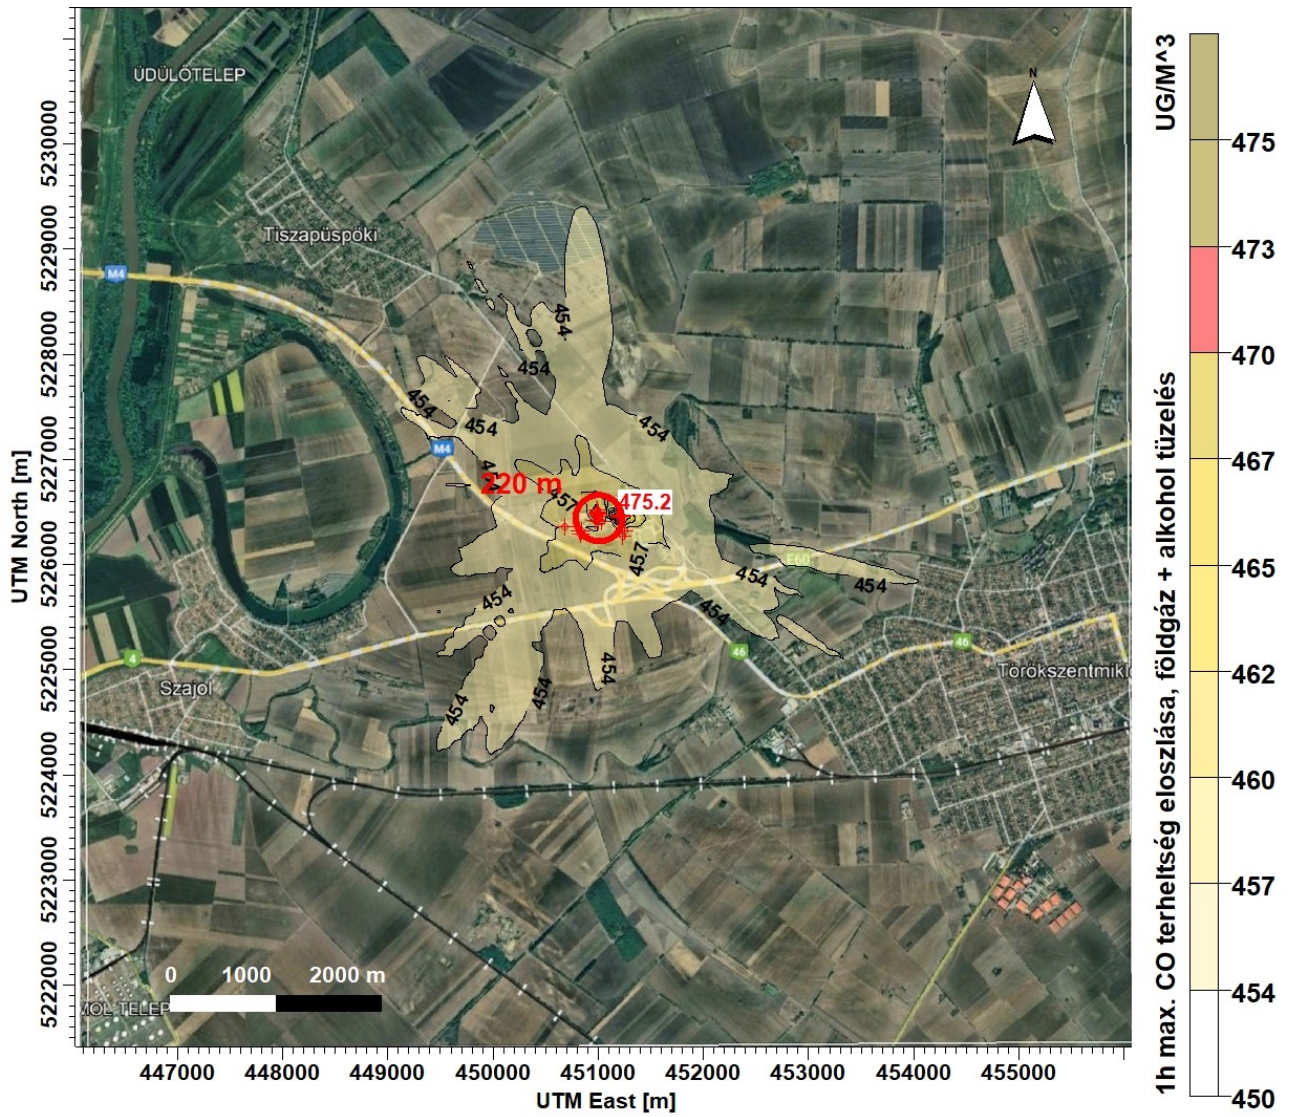 ÜDÜLŐTELEP
N
Tiszapüspöki
M4
454
454
454
454
454
M4
220 m
457
475.2
457
E60
454
454
454
454
46
46
4
Szajol
454
454
454
Törökszentmikl
0 1000 2000 m
MOL TELEP
5230000
5229000
5228000
5227000
5226000
5225000
5224000
5223000
5222000
UTM North [m]
447000 448000 449000 450000 451000 452000 453000 454000 455000
UTM East [m]
UG/M^3
1h max. CO terheltség eloszlása, földgáz + alkohol tüzelés
475
473
470
467
465
462
460
457
454
450